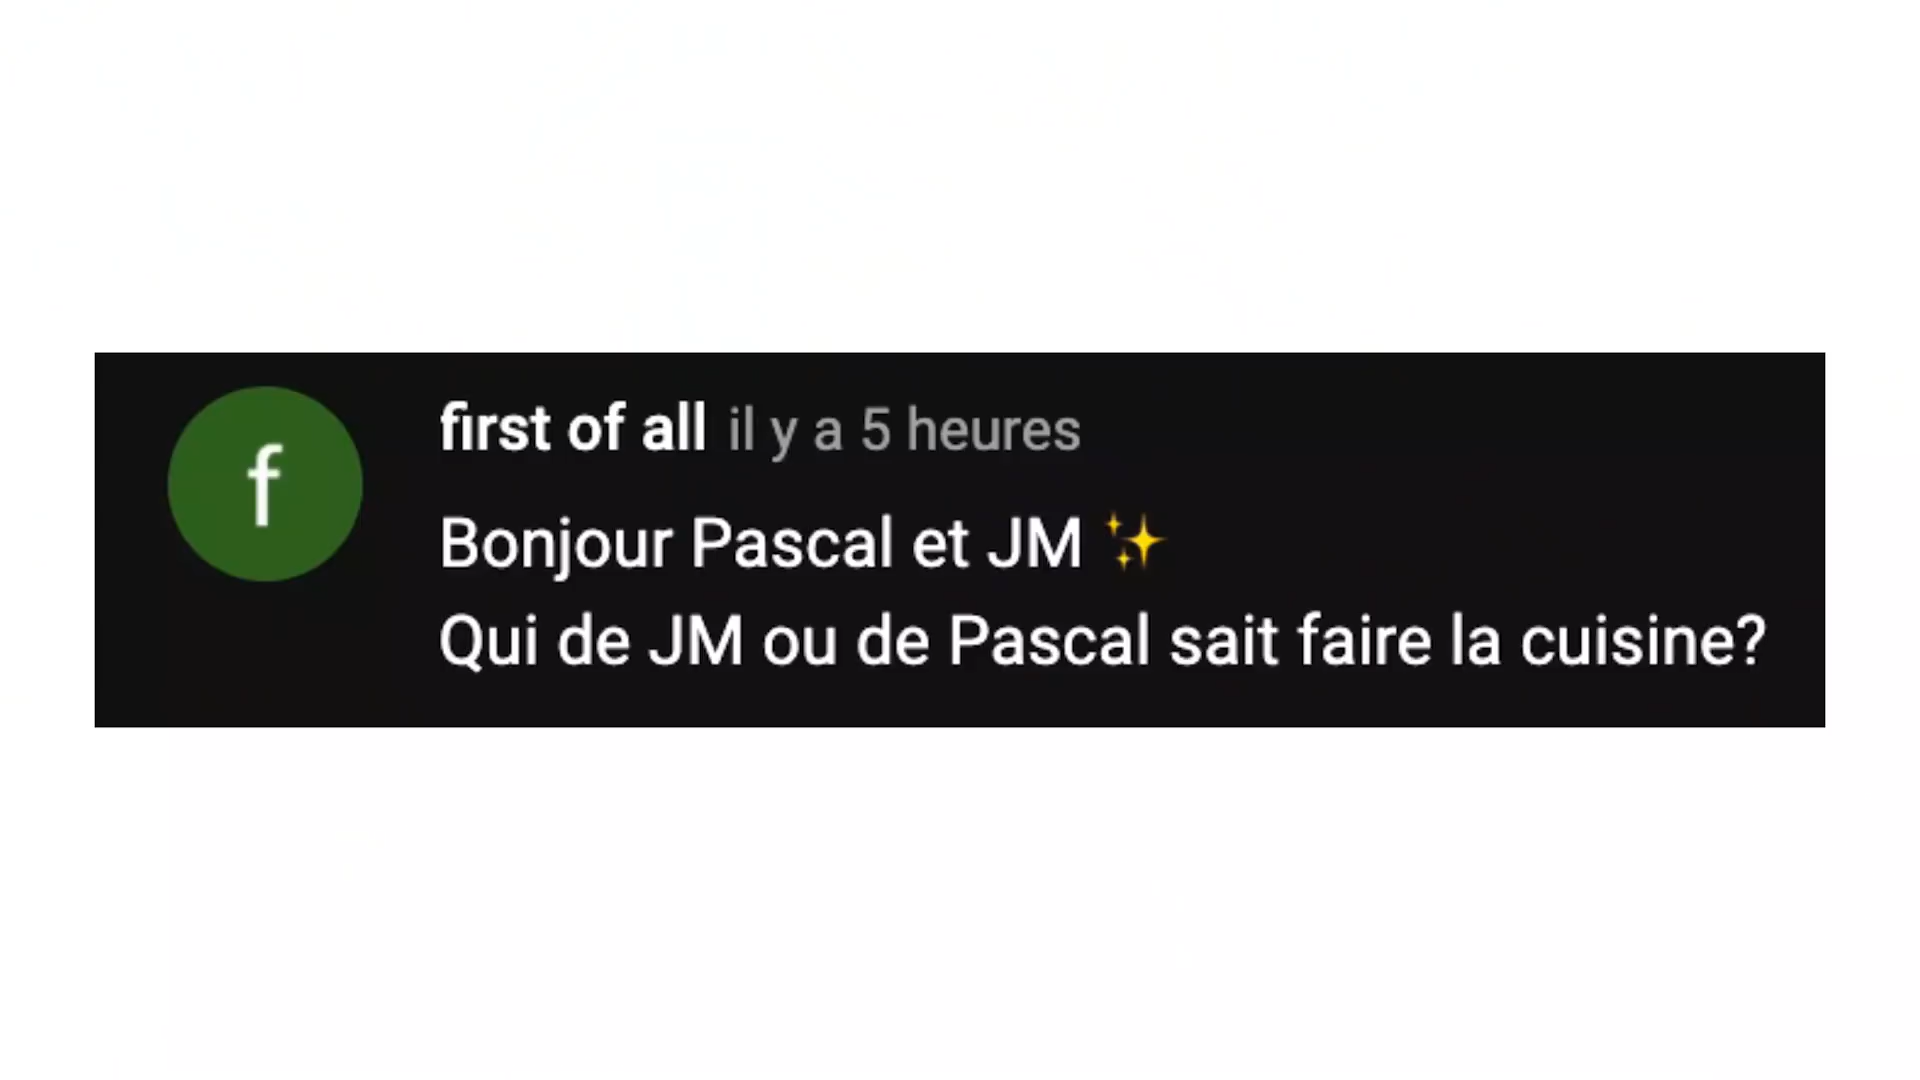 f
first of all il y a 5 heures
Bonjour Pascal et JM ✨
Qui de JM ou de Pascal sait faire la cuisine?